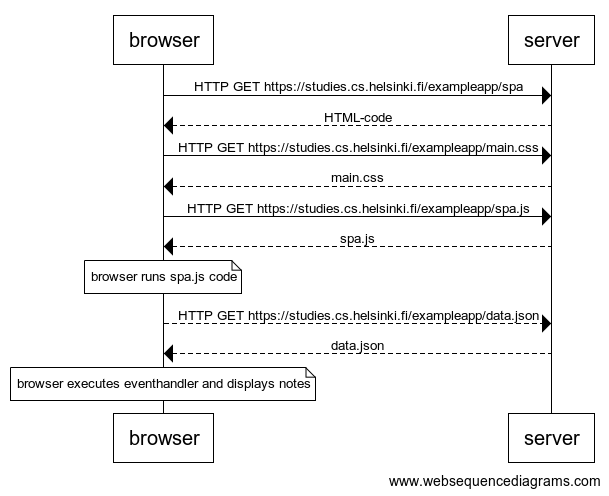 browser server
HTTP GET https://studies.cs.helsinki.fi/exampleapp/spa
HTML-code
HTTP GET https://studies.cs.helsinki.fi/exampleapp/main.css
main.css
HTTP GET https://studies.cs.helsinki.fi/exampleapp/spa.js
spa.js
browser runs spa.js code
HTTP GET https://studies.cs.helsinki.fi/exampleapp/data.json
data.json
browser executes eventhandler and displays notes
browser server
www.websequencediagrams.com